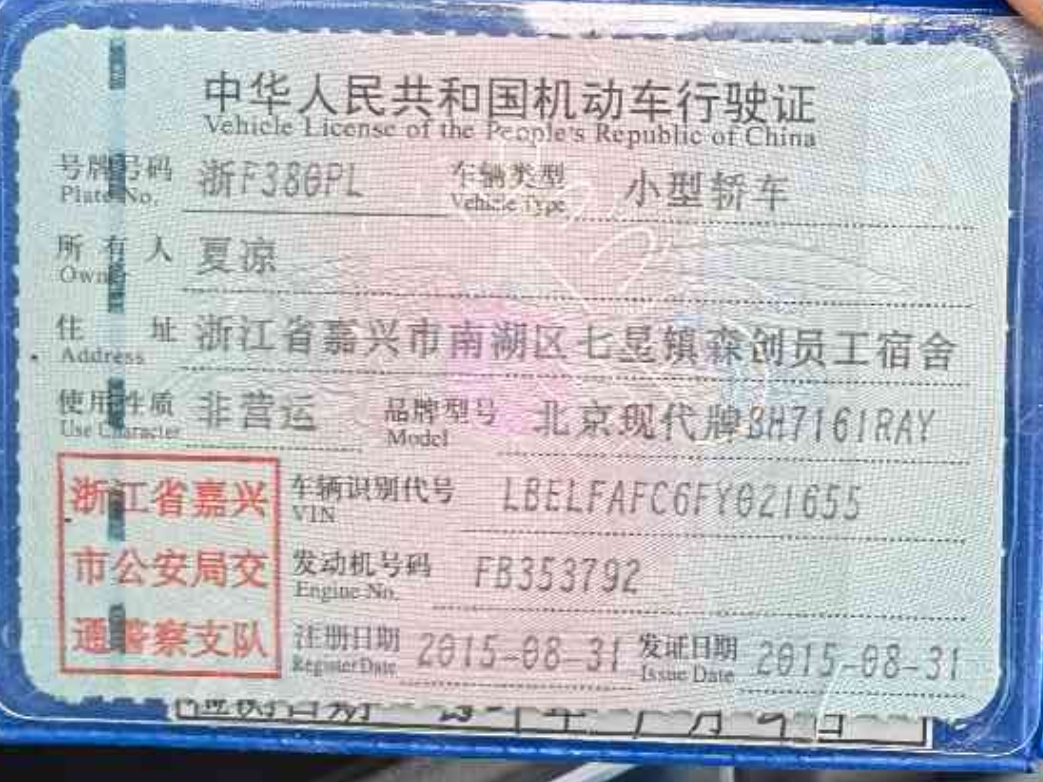 中华人民共和国机动车行驶证
Vehicle License of the People's Republic of China
号牌号码 浙F380PL 车辆类型 小型轿车
Plate No. Vehicle Type
所有人 夏凉
Owner
住址 浙江省嘉兴市南湖区七星镇森创员工宿舍
Address
使用性质 非营运 品牌型号 北京现代牌BH7161RAY
Use Character Model
浙江省嘉兴 车辆识别代号 LBELFAFC6FY021655
VIN
市公安局交 发动机号码 FB353792
Engine No.
通警察支队 注册日期 2015-08-31 发证日期 2015-08-31
Register Date Issue Date